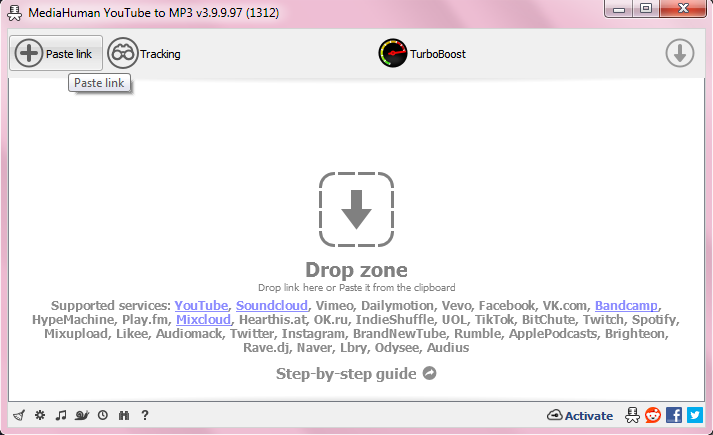 MediaHuman YouTube to MP3 v3.9.9.97 (1312)
Paste link
Tracking
TurboBoost
Paste link
Drop zone
Drop link here or Paste it from the clipboard
Supported services: YouTube, Soundcloud, Vimeo, Dailymotion, Vevo, Facebook, VK.com, Bandcamp,
HypeMachine, Play.fm, Mixcloud, Hearthis.at, OK.ru, IndieShuffle, UOL, TikTok, BitChute, Twitch, Spotify,
Mixupload, Likee, Audiomack, Twitter, Instagram, BrandNewTube, Rumble, ApplePodcasts, Brighteon,
Rave.dj, Naver, Lbry, Odysee, Audius
Step-by-step guide
Activate